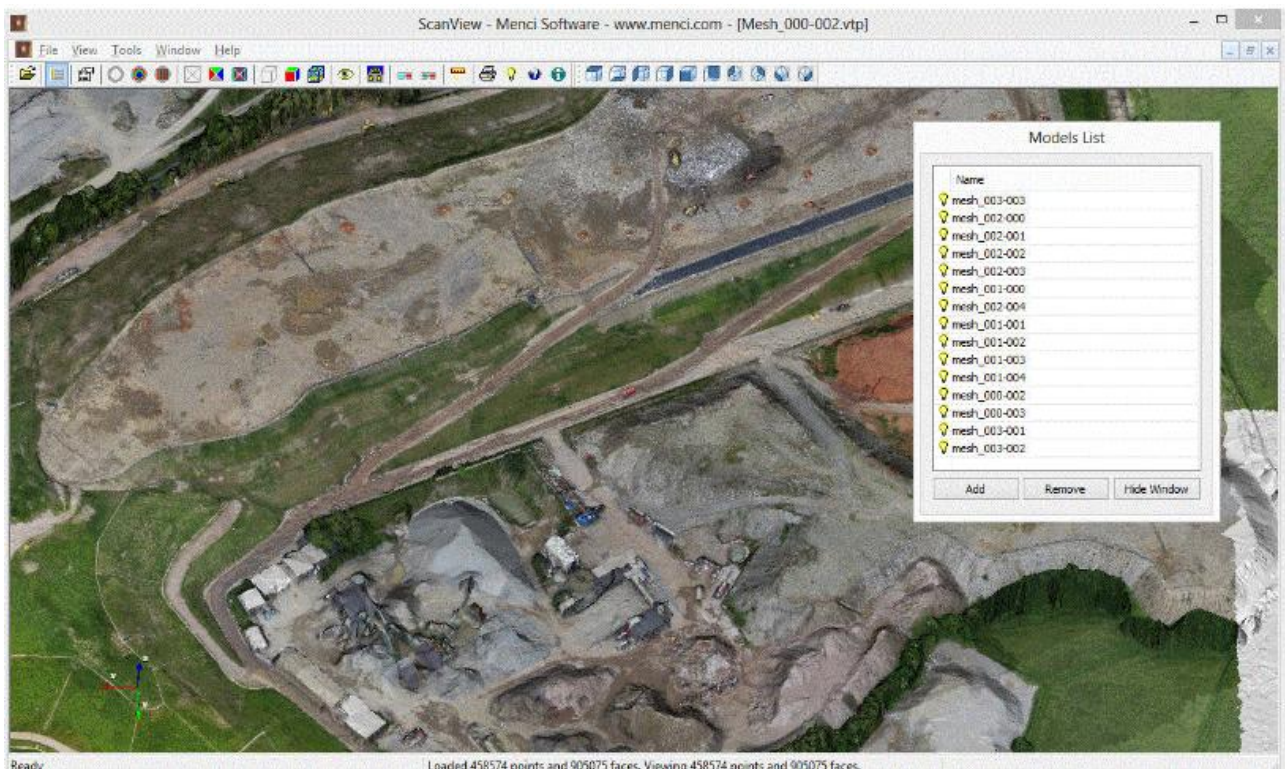 ScanView - Menci Software - www.menci.com - [Mesh_000-002.vtp]
File View Tools Window Help
Models List
Name
mesh_003-003
mesh_002-000
mesh_002-001
mesh_002-002
mesh_002-003
mesh_001-000
mesh_002-004
mesh_001-001
mesh_001-002
mesh_001-003
mesh_001-004
mesh_000-002
mesh_000-003
mesh_003-001
mesh_003-002
Add Remove Hide Window
Ready Loaded 458574 points and 905075 faces. Viewing 458574 points and 905075 faces.